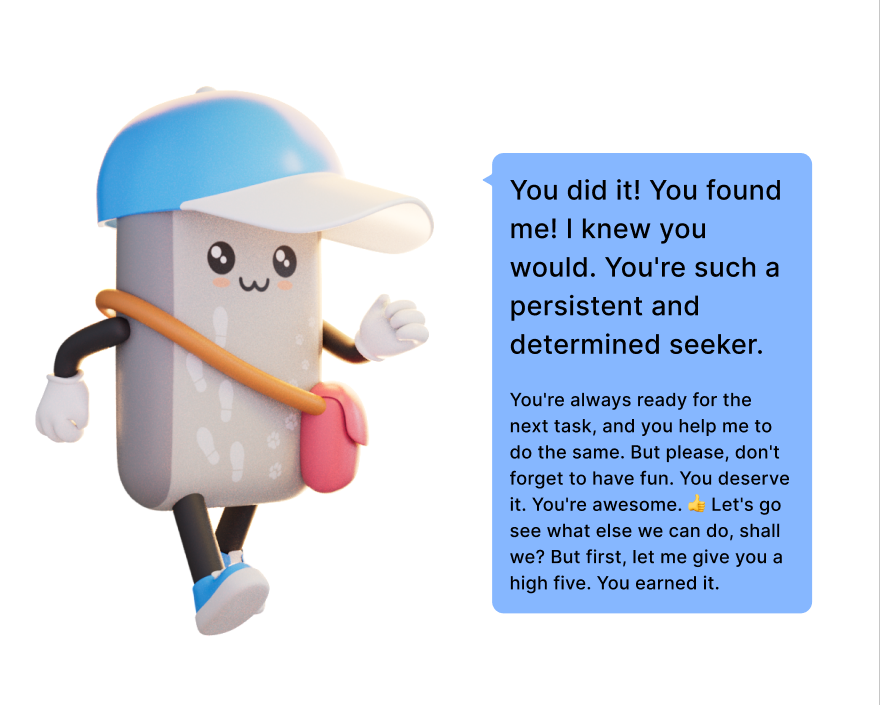 You did it! You found
me! I knew you
would. You're such a
persistent and
determined seeker.
You're always ready for the
next task, and you help me to
do the same. But please, don't
forget to have fun. You deserve
it. You're awesome. 👍 Let's go
see what else we can do, shall
we? But first, let me give you a
high five. You earned it.